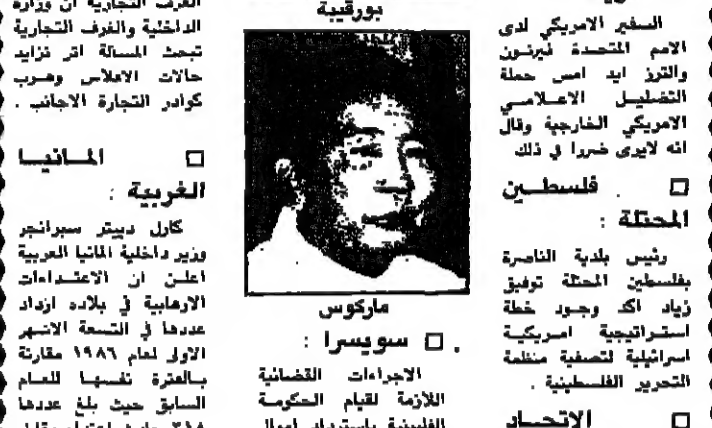 السفير الامريكي لدى
الامم المتحدة فيرنون
والترز ايد امس حملة
التضليل الاعلامي
الامريكي الخارجية وقال
انه لايرى ضررا في ذلك
□ فلسطين
المحتلة :
رئيس بلدية الناصرة
بفلسطين المحتلة توفيق
زياد اكد وجود خطة
استراتيجية امريكية
اسرائيلية لتصفية منظمة
التحرير الفلسطينية .
□ الاتحاد
بورقيبة
ماركوس
□ سويسرا :
الاجراءات القضائية
اللازمة لقيام الحكومة
الفلبينية باسترداد اموال
الغرف التجارية ان وزارة
الداخلية والغرف التجارية
تبحث المسالة اثر تزايد
حالات الافلاس وهرب
كوادر التجارة الاجانب .
□ المانيا
الغربية :
كارل دييتر سبرانجر
وزير داخلية المانيا الغربية
اعلن ان الاعتداءات
الارهابية في بلاده ازداد
عددها في التسعة الاشهر
الاولى لعام ١٩٨٦ مقارنة
بالفترة نفسها للعام
السابق حيث بلغ عددها